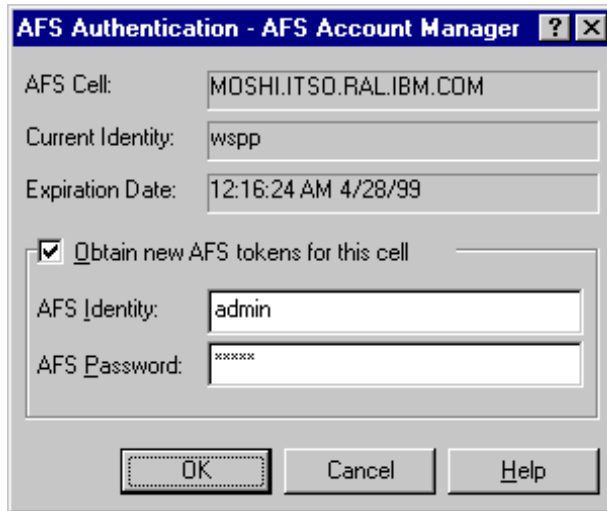 AFS Authentication - AFS Account Manager ? ×
AFS Cell: MOSHI.ITSO.RAL.IBM.COM
Current Identity: wspp
Expiration Date: 12:16:24 AM 4/28/99
Obtain new AFS tokens for this cell
AFS Identity: admin
AFS Password: *****
OK Cancel Help